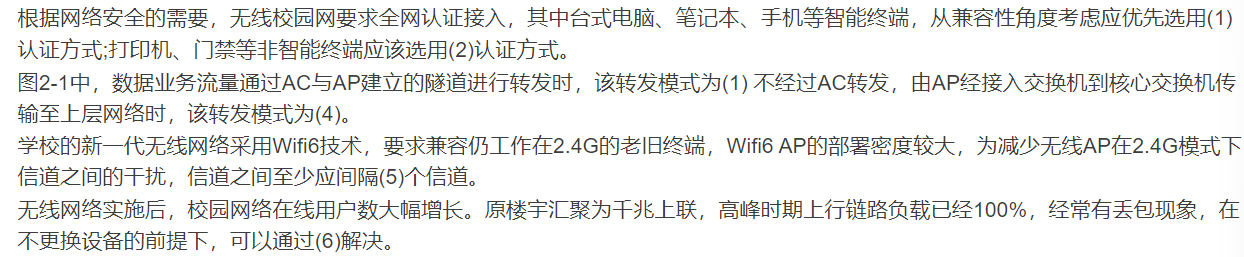 根据网络安全的需要，无线校园网要求全网认证接入，其中台式电脑、笔记本、手机等智能终端，从兼容性角度考虑应优先选用(1)
认证方式;打印机、门禁等非智能终端应该选用(2)认证方式。
图2-1中，数据业务流量通过AC与AP建立的隧道进行转发时，该转发模式为(1) 不经过AC转发，由AP经接入交换机到核心交换机传
输至上层网络时，该转发模式为(4)。
学校的新一代无线网络采用Wifi6技术，要求兼容仍工作在2.4G的老旧终端，Wifi6 AP的部署密度较大，为减少无线AP在2.4G模式下
信道之间的干扰，信道之间至少应间隔(5)个信道。
无线网络实施后，校园网络在线用户数大幅增长。原楼宇汇聚为千兆上联，高峰时期上行链路负载已经100%，经常有丢包现象，在
不更换设备的前提下，可以通过(6)解决。